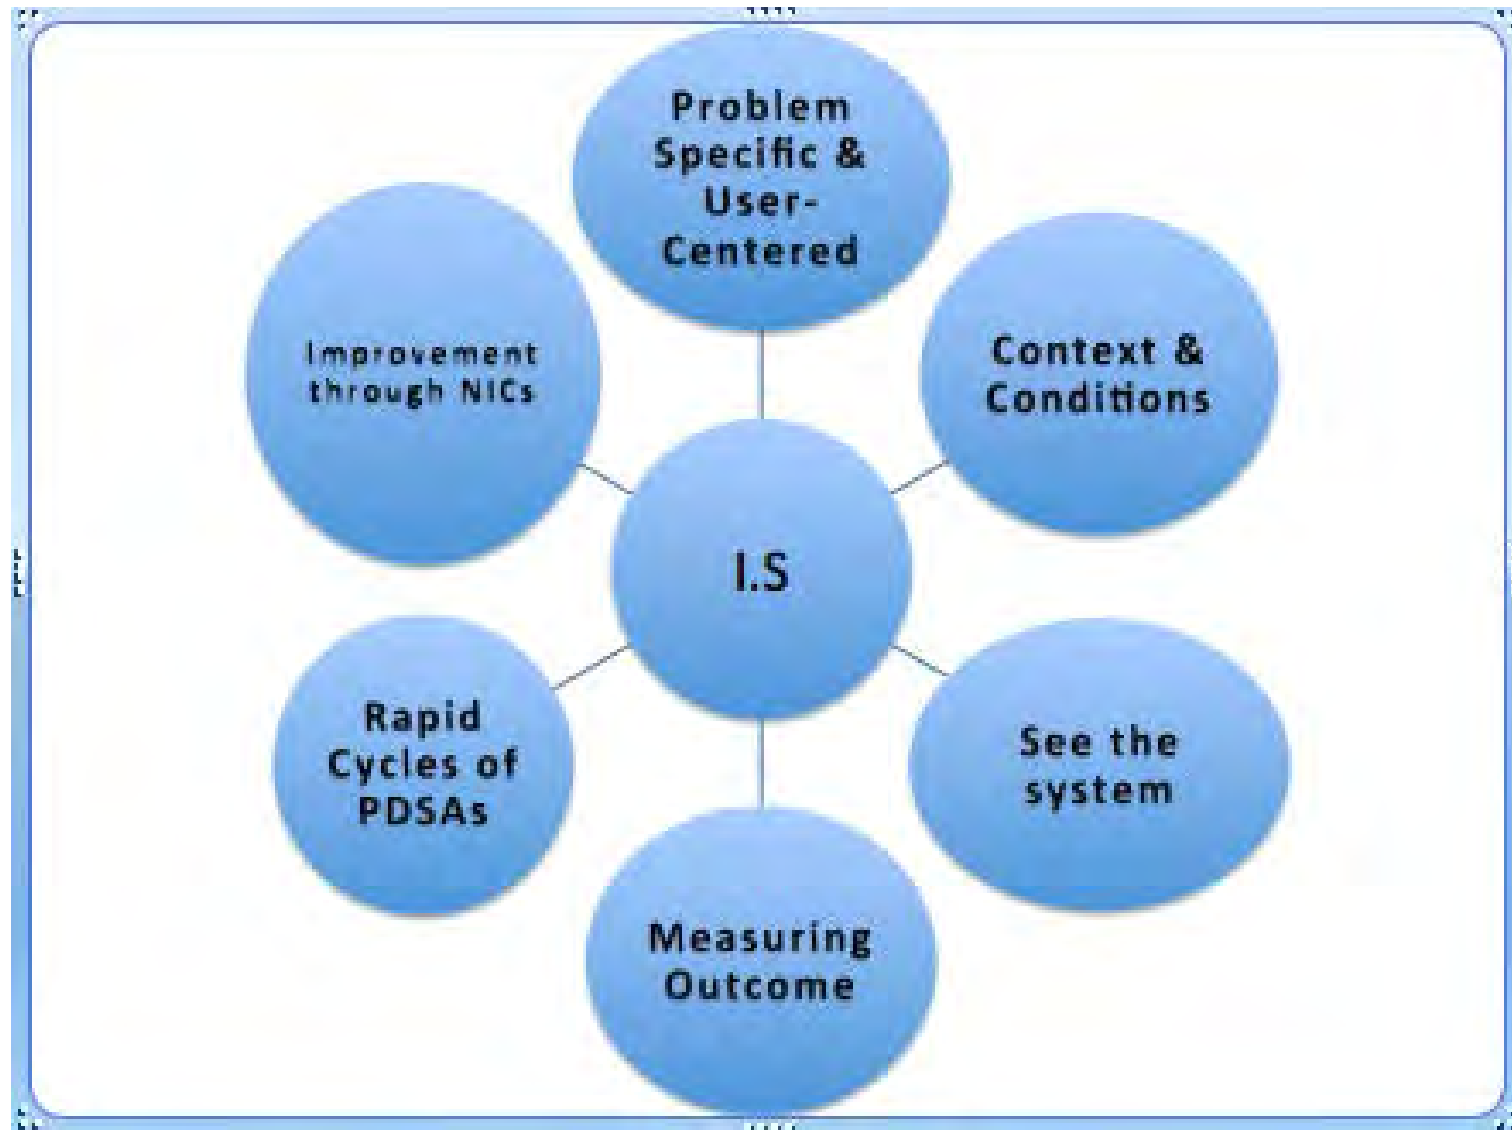 Problem
Specific &
User-
Centered
Context &
Conditions
See the
system
Measuring
Outcome
Rapid
Cycles of
PDSAs
Improvement
through NICs
I.S